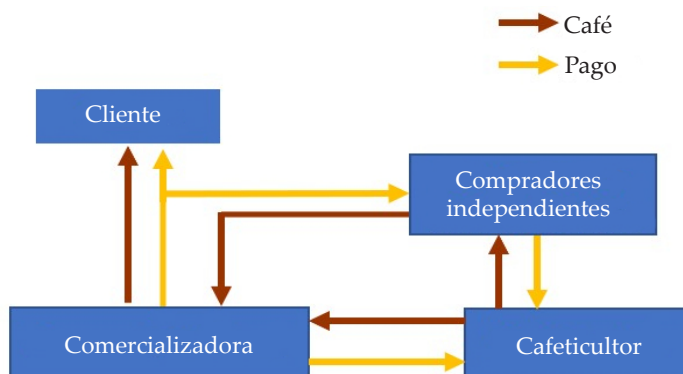 Café
Pago
Cliente
Compradores
independientes
Comercializadora
Cafeticultor